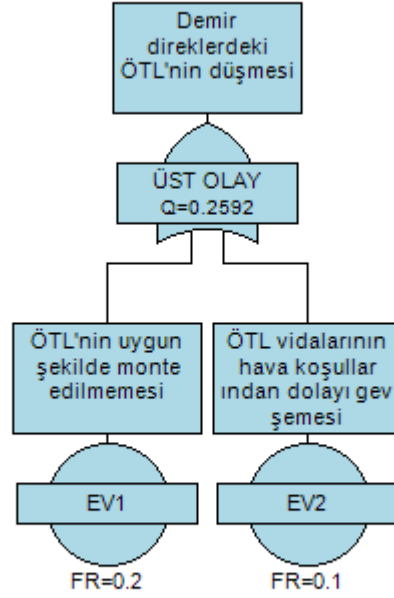 Demir
direklerdeki
ÖTL'nin düşmesi
ÜST OLAY
Q=0.2592
ÖTL'nin uygun
şekilde monte
edilmemesi
ÖTL vidalarının
hava koşullar
ından dolayı gev
şemesi
EV1
EV2
FR=0.2
FR=0.1